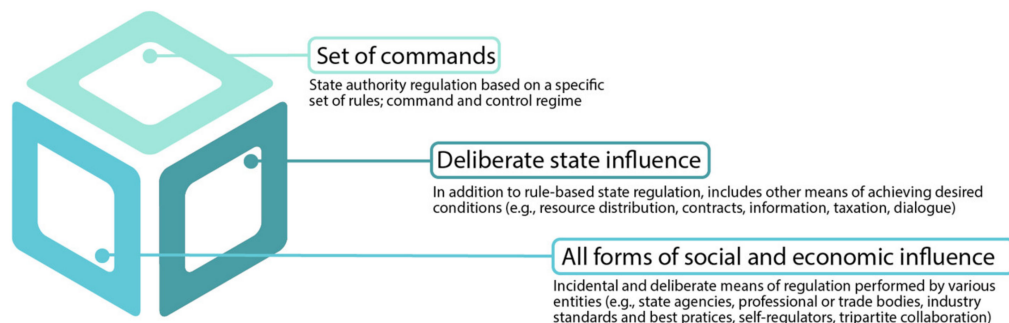 Set of commands
State authority regulation based on a specific
set of rules; command and control regime
Deliberate state influence
In addition to rule-based state regulation, includes other means of achieving desired
conditions (e.g., resource distribution, contracts, information, taxation, dialogue)
All forms of social and economic influence
Incidental and deliberate means of regulation performed by various
entities (e.g., state agencies, professional or trade bodies, industry
standards and best pratices, self-regulators, tripartite collaboration)